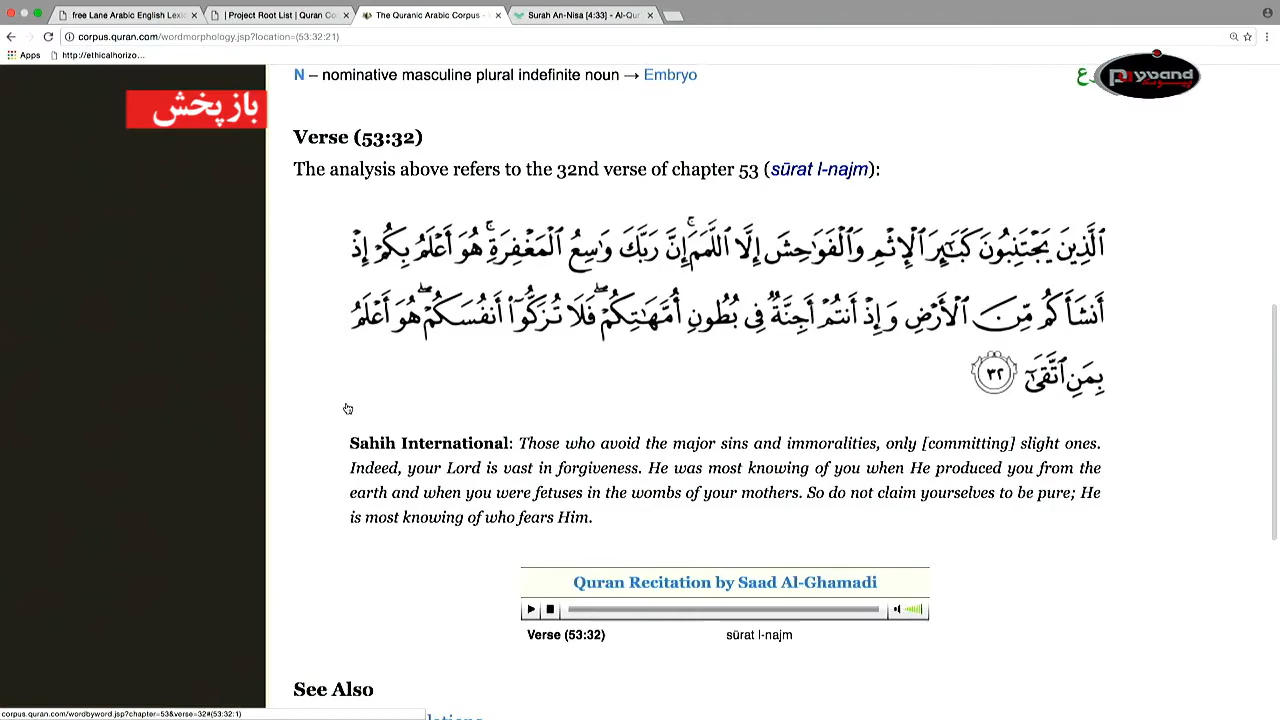 free Lane Arabic English Lexic
| Project Root List | Quran Co
The Quranic Arabic Corpus -
Surah An-Nisa [4:33] - Al-Qur
corpus.quran.com/wordmorphology.jsp?location=(53:32:21)
Apps
http://ethicalhorizo...
N – nominative masculine plural indefinite noun → Embryo
ع
Payvand
بازپخش
Verse (53:32)
The analysis above refers to the 32nd verse of chapter 53 (sūrat l-najm):
ٱلَّذِينَ يَجْتَنِبُونَ كَبَـٰٓئِرَ ٱلْإِثْمِ وَٱلْفَوَٰحِشَ إِلَّا ٱللَّمَمَ ۚ إِنَّ رَبَّكَ وَٰسِعُ ٱلْمَغْفِرَةِ ۚ هُوَ أَعْلَمُ بِكُمْ إِذْ
أَنشَأَكُم مِّنَ ٱلْأَرْضِ وَإِذْ أَنتُمْ أَجِنَّةٌ فِى بُطُونِ أُمَّهَـٰتِكُمْ ۖ فَلَا تُزَكُّوٓا۟ أَنفُسَكُمْ ۖ هُوَ أَعْلَمُ
بِمَنِ ٱتَّقَىٰٓ ٣٢
Sahih International: Those who avoid the major sins and immoralities, only [committing] slight ones.
Indeed, your Lord is vast in forgiveness. He was most knowing of you when He produced you from the
earth and when you were fetuses in the wombs of your mothers. So do not claim yourselves to be pure; He
is most knowing of who fears Him.
Quran Recitation by Saad Al-Ghamadi
Verse (53:32)
sūrat l-najm
See Also
corpus.quran.com/wordbyword.jsp?chapter=53&verse=32#(53:32:1)